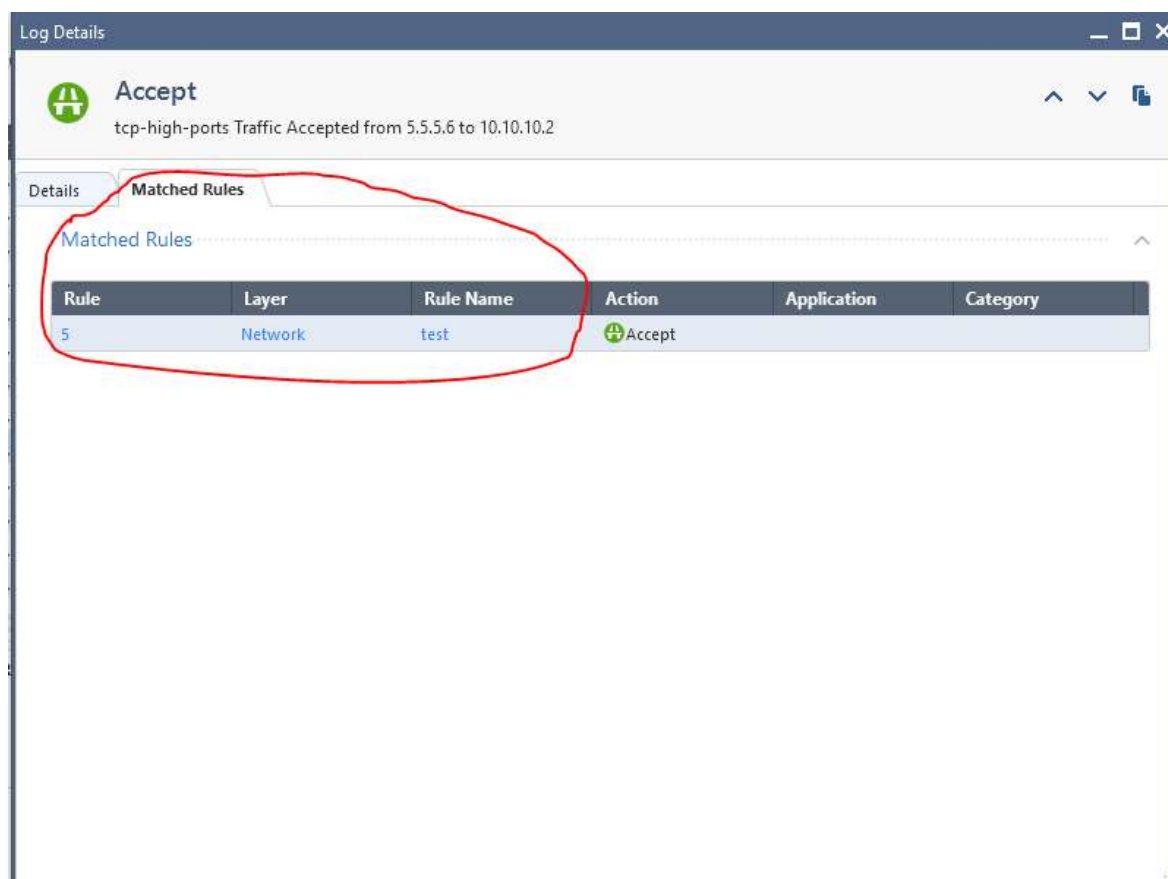 Log Details
Accept
tcp-high-ports Traffic Accepted from 5.5.5.6 to 10.10.10.2
Details Matched Rules
Matched Rules
Rule Layer Rule Name Action Application Category
5 Network test Accept